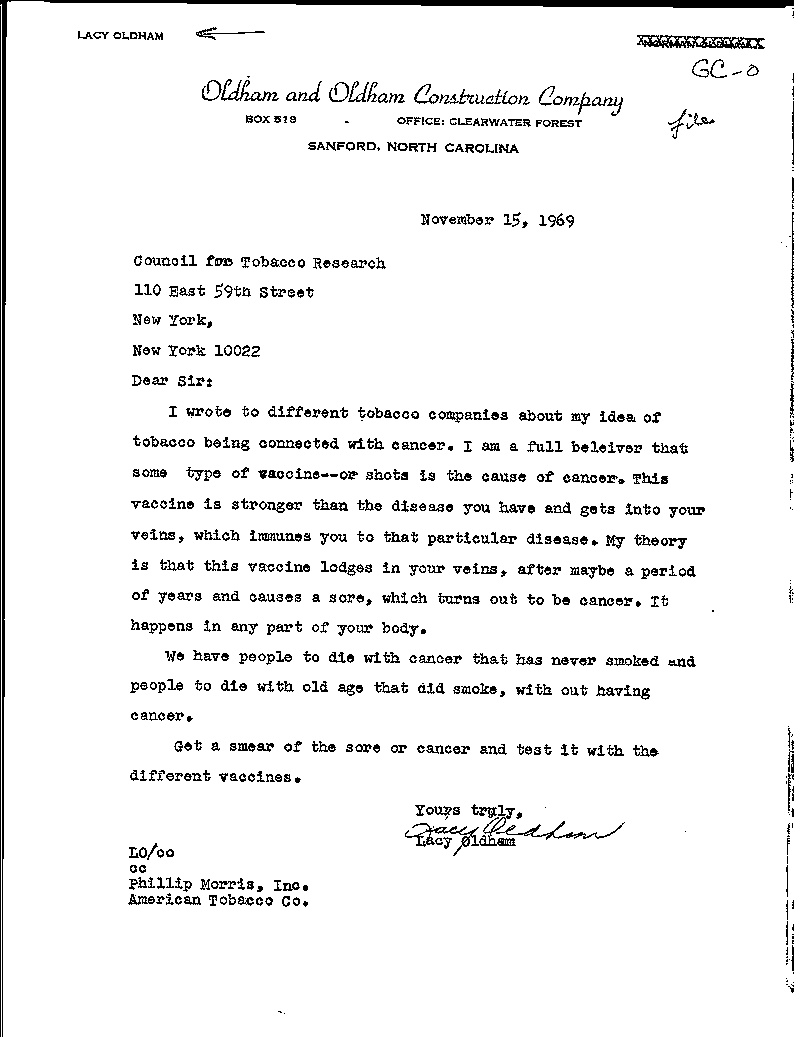 LACY OLDHAM
GC-O
Oldham and Oldham Construction Company
BOX 519 - OFFICE: CLEARWATER FOREST
file
SANFORD, NORTH CAROLINA
November 15, 1969
Council for Tobacco Research
110 East 59th Street
New York,
New York 10022
Dear Sir:
I wrote to different tobacco companies about my idea of
tobacco being connected with cancer. I am a full beleiver that
some type of vaccine--or shots is the cause of cancer. This
vaccine is stronger than the disease you have and gets into your
veins, which immunes you to that particular disease. My theory
is that this vaccine lodges in your veins, after maybe a period
of years and causes a sore, which turns out to be cancer. It
happens in any part of your body.
We have people to die with cancer that has never smoked and
people to die with old age that did smoke, with out having
cancer.
Get a smear of the sore or cancer and test it with the
different vaccines.
Yours truly,
Lacy Oldham
Lacy Oldham
LO/co
cc
Phillip Morris, Inc.
American Tobacco Co.